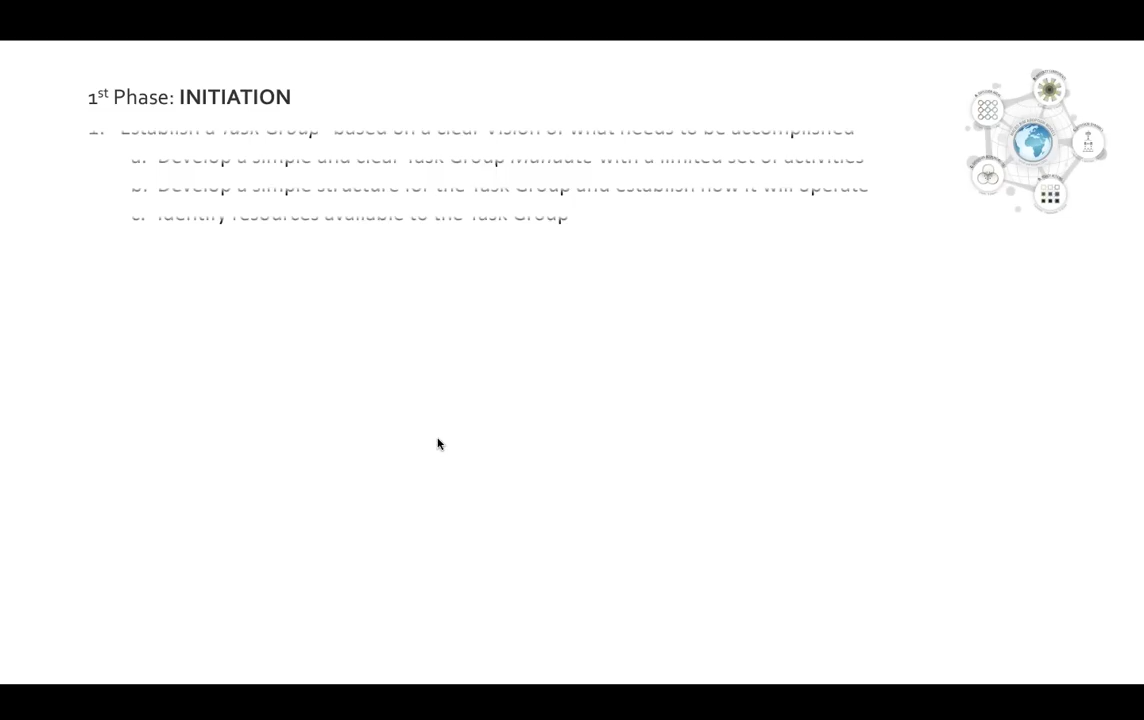 1st Phase: INITIATION
1. Establish a Task Group based on a clear vision of what needs to be accomplished
a. Develop a simple and clear Task Group Mandate with a limited set of activities
b. Develop a simple structure for the Task Group and establish how it will operate
c. Identify resources available to the Task Group